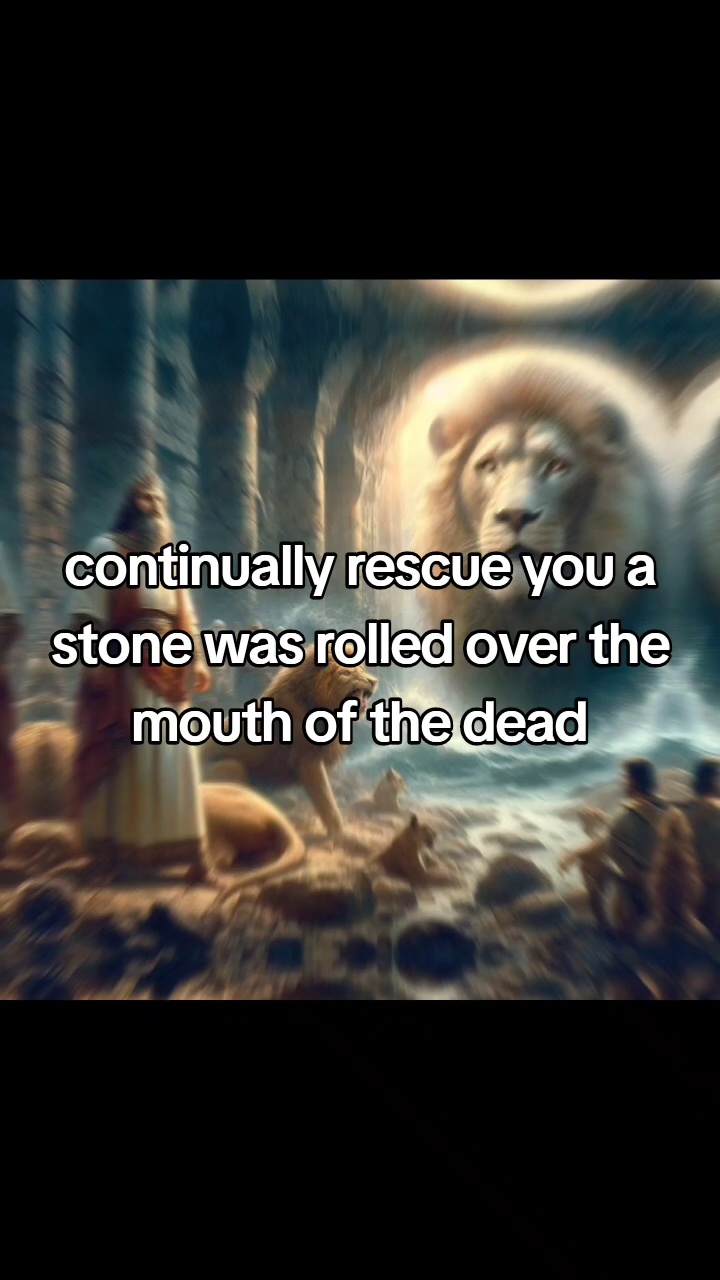 continually rescue you a
stone was rolled over the
mouth of the dead